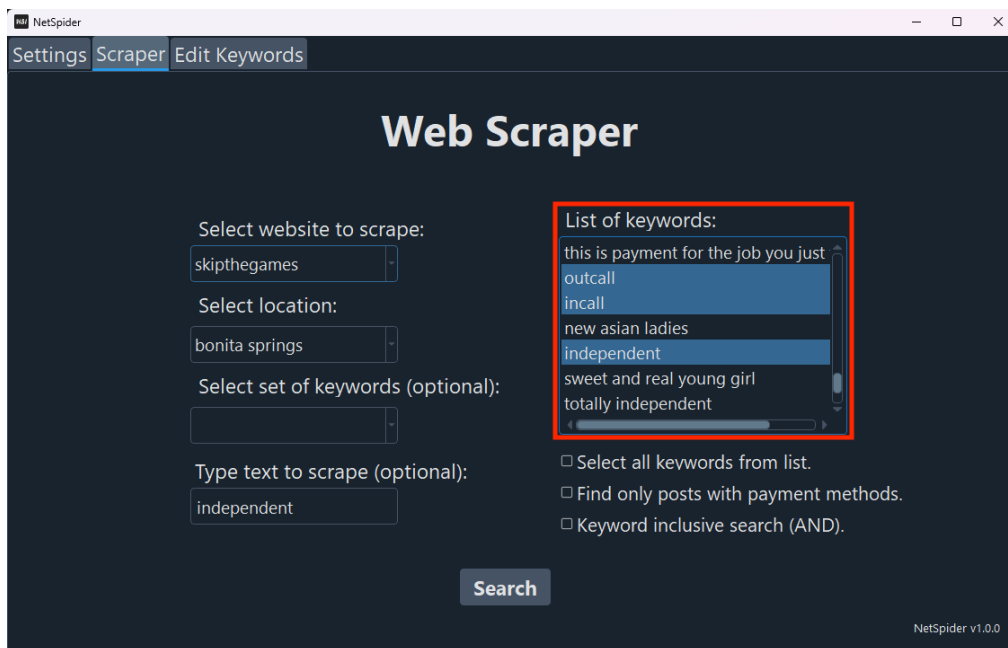 NetSpider
Settings Scraper Edit Keywords
Web Scraper
Select website to scrape:
skipthegames
Select location:
bonita springs
Select set of keywords (optional):
Type text to scrape (optional):
independent
List of keywords:
this is payment for the job you just
outcall
incall
new asian ladies
independent
sweet and real young girl
totally independent
Select all keywords from list.
Find only posts with payment methods.
Keyword inclusive search (AND).
Search
NetSpider v1.0.0